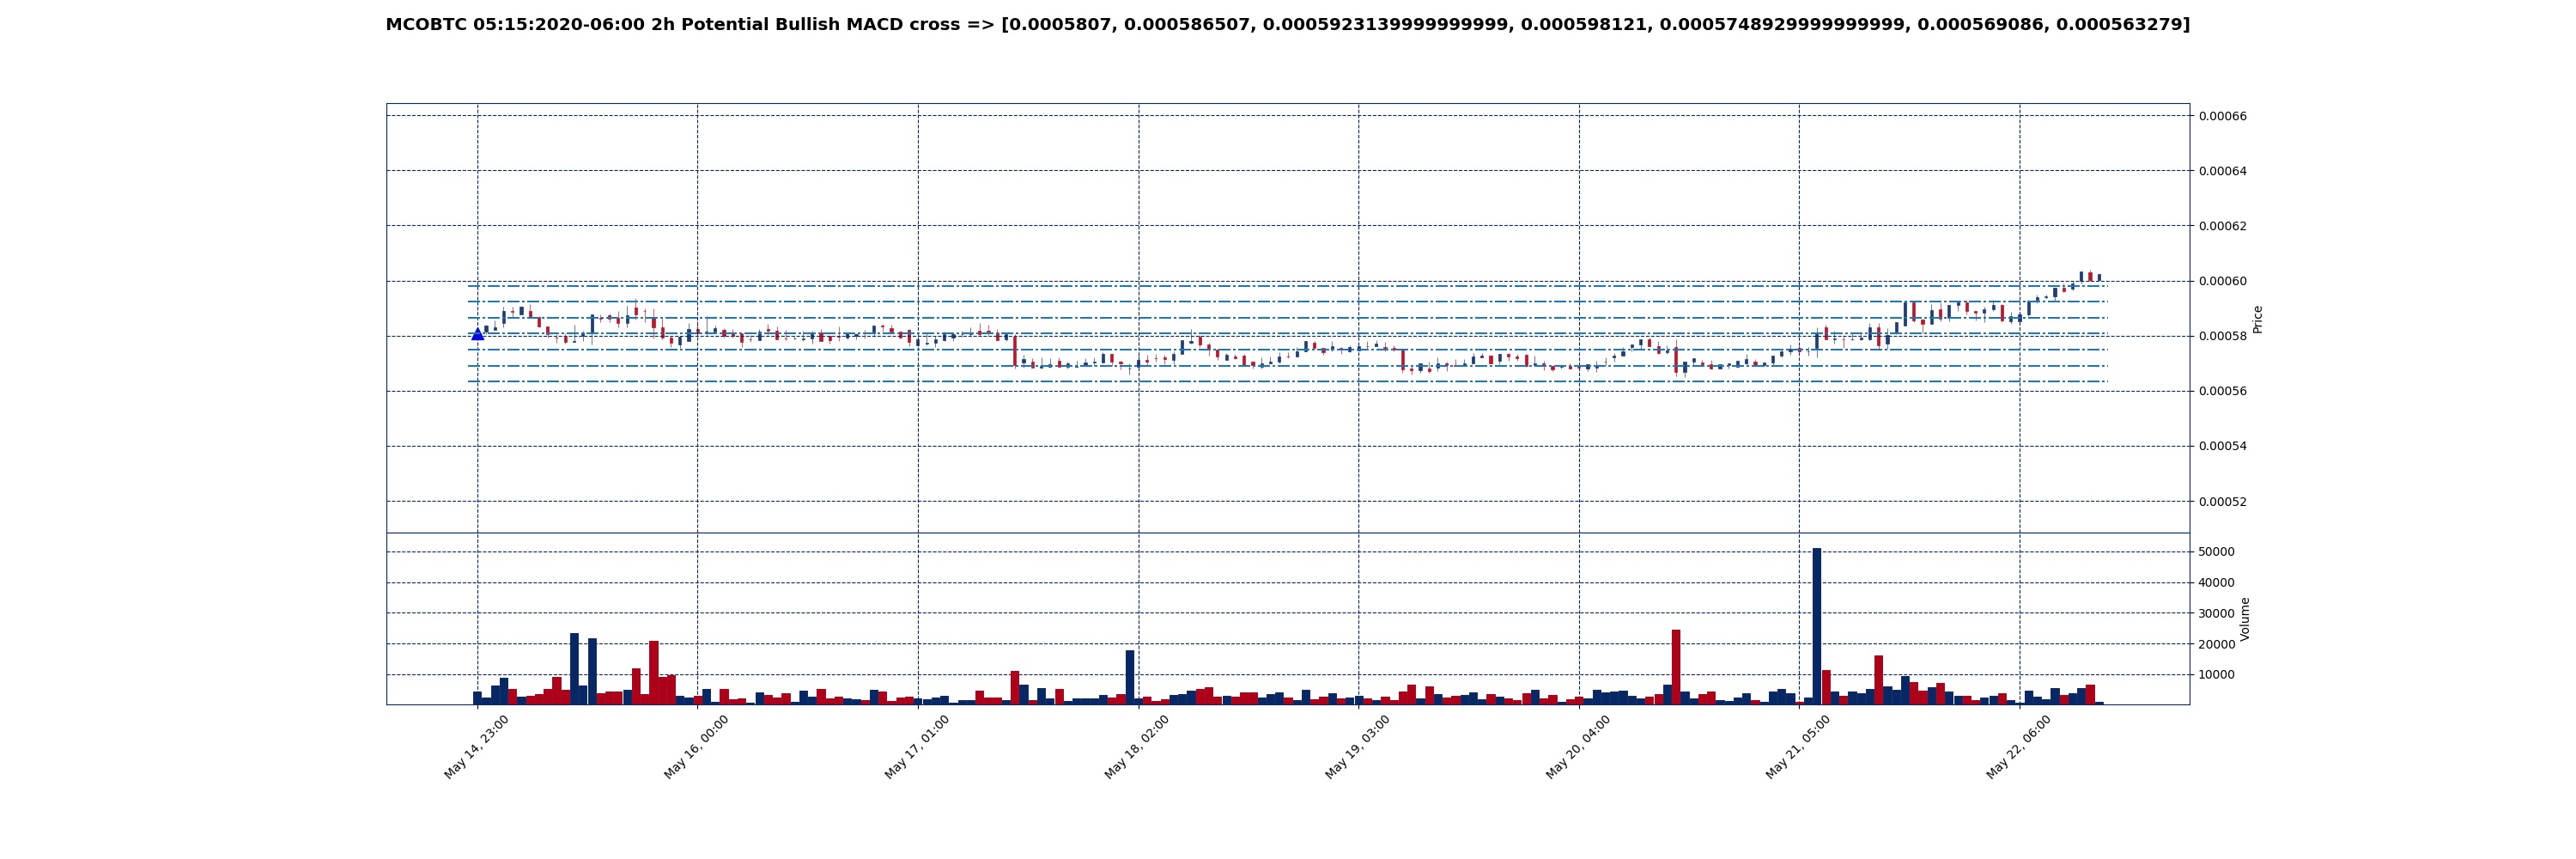 MCOBTC 05:15:2020-06:00 2h Potential Bullish MACD cross => [0.0005807, 0.000586507, 0.0005923139999999999, 0.000598121, 0.0005748929999999999, 0.000569086, 0.000563279]
0.00066
0.00064
0.00062
0.00060
0.00058
0.00056
0.00054
0.00052
Price
50000
40000
30000
20000
10000
Volume
May 14, 23:00
May 16, 00:00
May 17, 01:00
May 18, 02:00
May 19, 03:00
May 20, 04:00
May 21, 05:00
May 22, 06:00